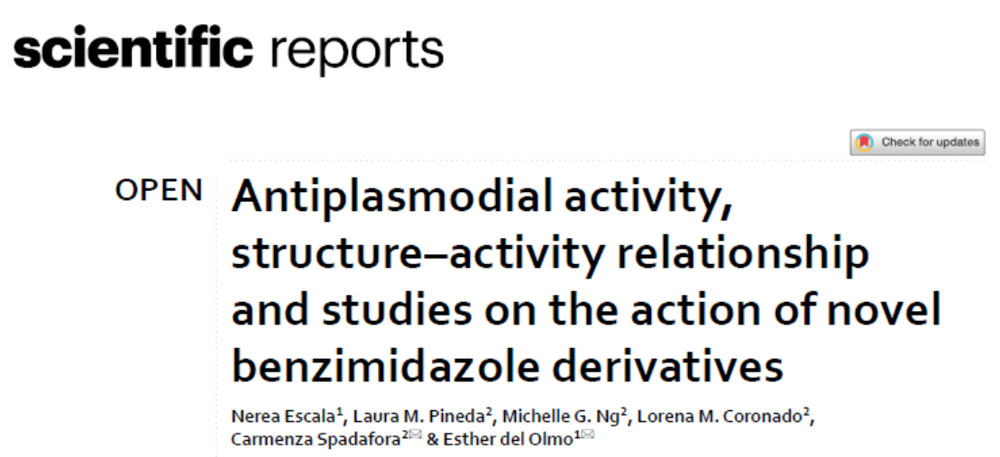 scientific reports
Check for updates
OPEN
Antiplasmodial activity,
structure–activity relationship
and studies on the action of novel
benzimidazole derivatives
Nerea Escala¹, Laura M. Pineda², Michelle G. Ng², Lorena M. Coronado²,
Carmenza Spadafora²✉ & Esther del Olmo¹✉